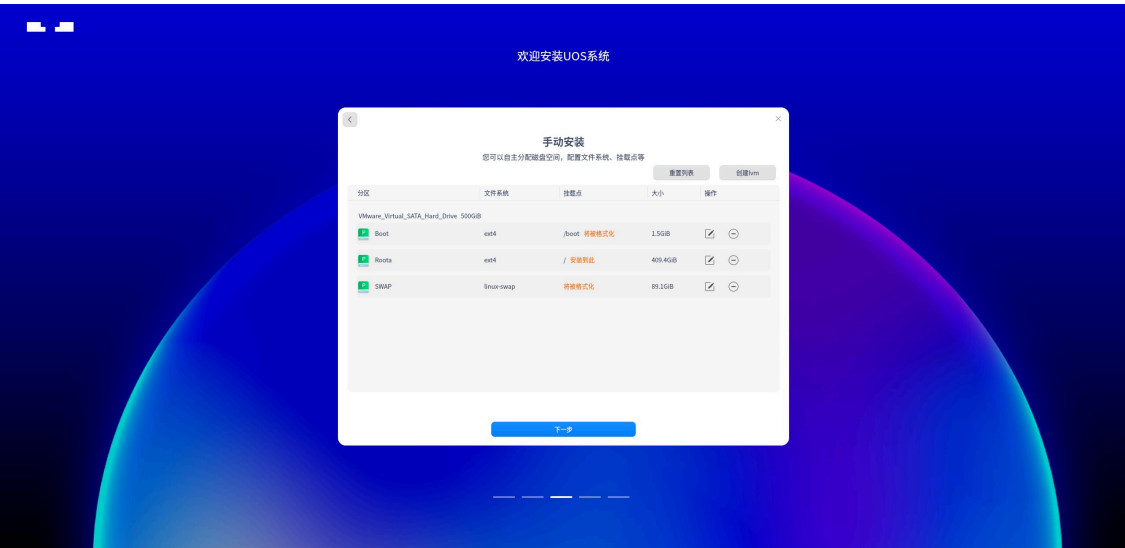 欢迎安装UOS系统
手动安装
您可以自主分配磁盘空间，配置文件系统、挂载点等
重置列表 创建lvm
分区 文件系统 挂载点 大小 操作
VMware_Virtual_SATA_Hard_Drive 500GiB
Boot ext4 /boot 将被格式化 1.5GiB
Roota ext4 / 安装到此 409.4GiB
SWAP linux-swap 将被格式化 89.1GiB
下一步